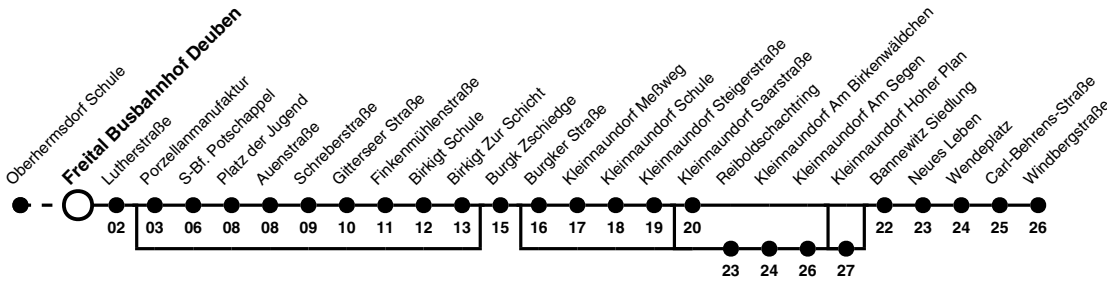 Oberhermsdorf Schule
Freital Busbahnhof Deuben
Lutherstraße
Porzellanmanufaktur
S-Bf. Potschappel
Platz der Jugend
Auenstraße
Schreberstraße
Gitterseer Straße
Finkenmühlenstraße
Birkigt Schule
Birkigt Zur Schicht
Burgk Zschiedge
Burgker Straße
Kleinnaundorf Meßweg
Kleinnaundorf Schule
Kleinnaundorf Steigerstraße
Kleinnaundorf Saarstraße
Reiboldschachtring
Kleinnaundorf Am Birkenwäldchen
Kleinnaundorf Am Segen
Kleinnaundorf Hoher Plan
Bannewitz Siedlung
Neues Leben
Wendeplatz
Carl-Behrens-Straße
Windbergstraße
02 03 06 08 08 09 10 11 12 13 15 16 17 18 19 20 22 23 24 25 26
23 24 26 27